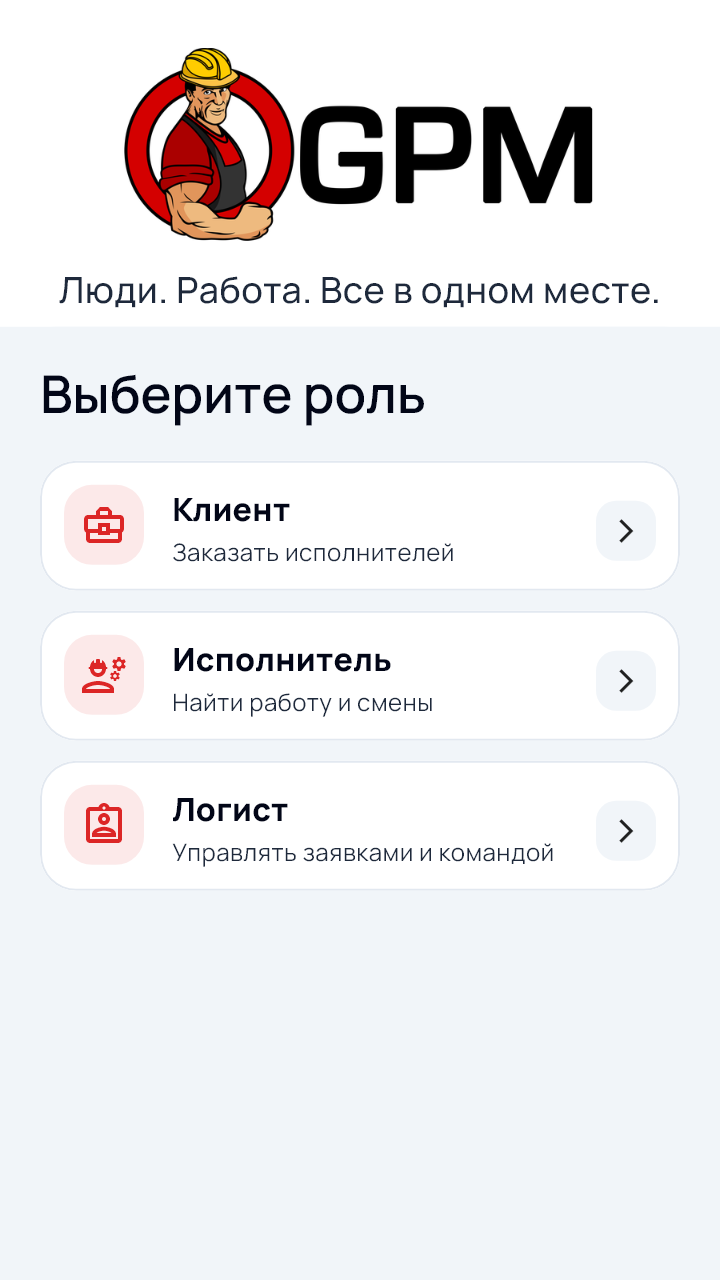 GPM
Люди. Работа. Все в одном месте.
Выберите роль
Клиент
Заказать исполнителей
Исполнитель
Найти работу и смены
Логист
Управлять заявками и командой